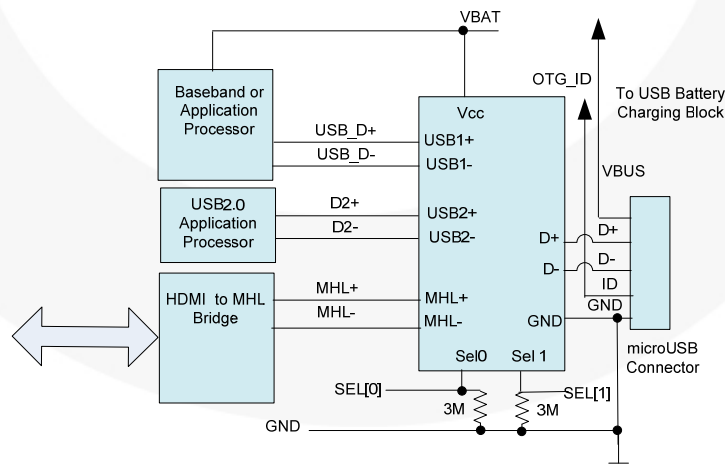 VBAT
OTG_ID
To USB Battery
Charging Block
Baseband or
Application
Processor
Vcc
USB_D+
USB_D-
USB1+
USB1-
VBUS
USB2.0
Application
Processor
D2+
D2-
USB2+
USB2-
D+
D-
D+
D-
ID
GND
HDMI to MHL
Bridge
MHL+
MHL-
MHL+
MHL-
GND
microUSB
Connector
Sel0
Sel 1
SEL[0]
3M
3M
SEL[1]
GND